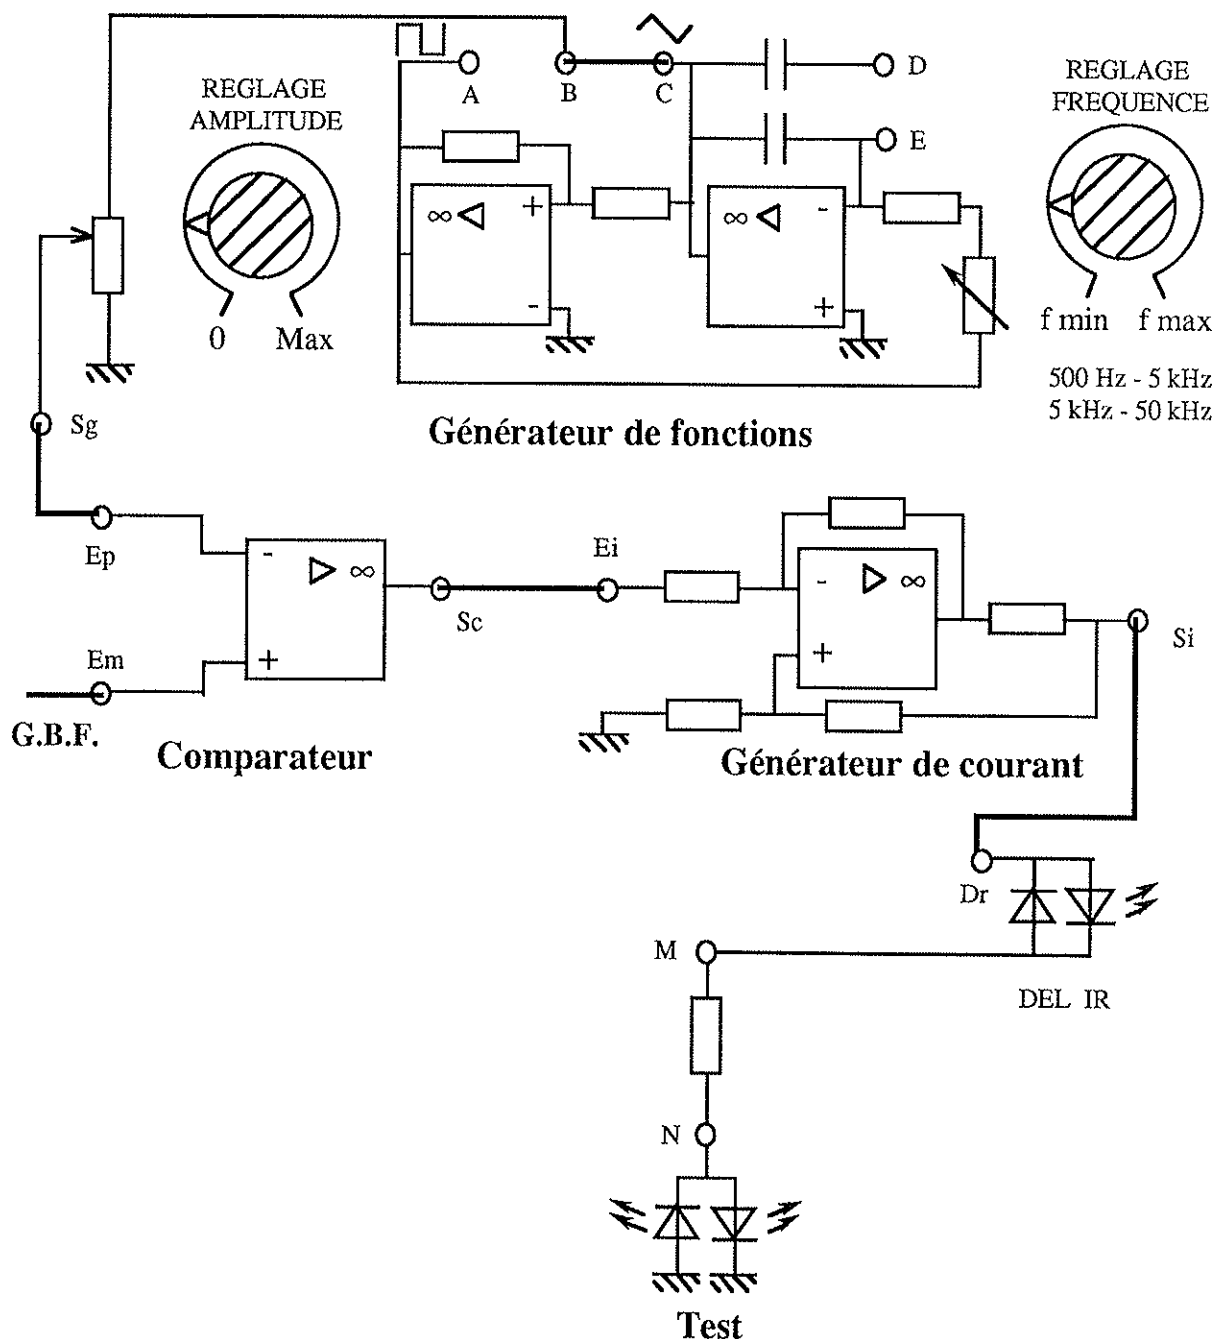 REGLAGE
AMPLITUDE
0 Max
A
B
C
D
E
∞ + -
∞ - +
REGLAGE
FREQUENCE
f min f max
500 Hz - 5 kHz
5 kHz - 50 kHz
Générateur de fonctions
Sg
Ep
Em
G.B.F.
- ∞
+
Sc
Comparateur
Ei
- ∞
+
Si
Générateur de courant
Dr
DEL IR
M
N
Test